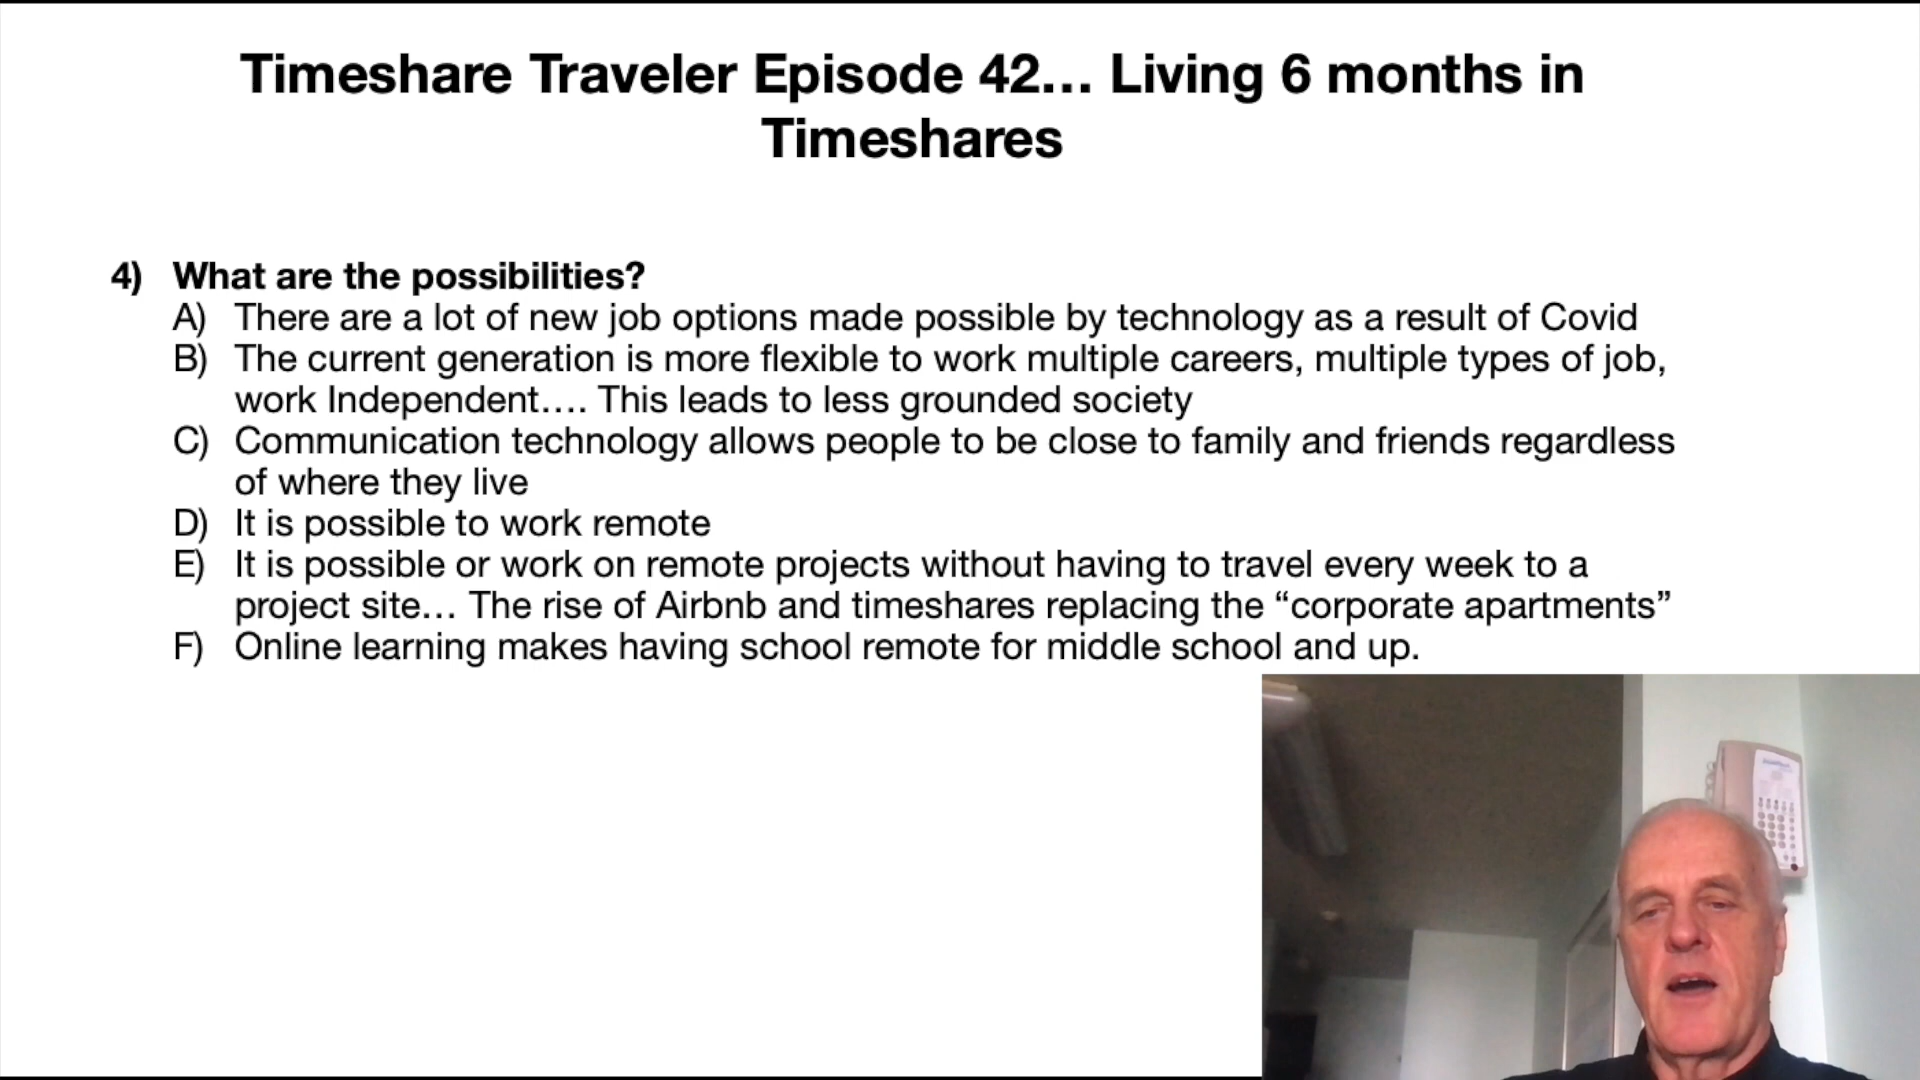 Timeshare Traveler Episode 42... Living 6 months in
Timeshares
4) What are the possibilities?
A) There are a lot of new job options made possible by technology as a result of Covid
B) The current generation is more flexible to work multiple careers, multiple types of job,
work Independent.... This leads to less grounded society
C) Communication technology allows people to be close to family and friends regardless
of where they live
D) It is possible to work remote
E) It is possible or work on remote projects without having to travel every week to a
project site... The rise of Airbnb and timeshares replacing the “corporate apartments”
F) Online learning makes having school remote for middle school and up.